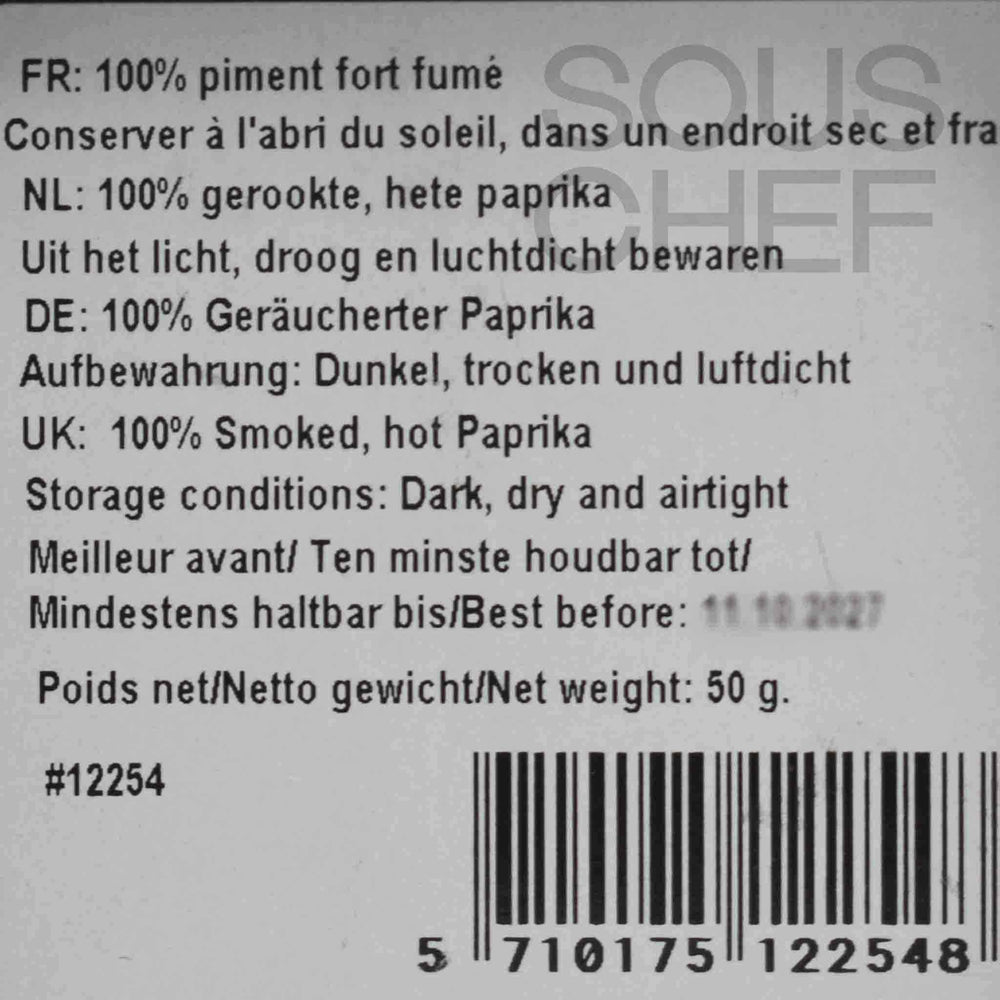 SOUS
CHEF
FR: 100% piment fort fumé
Conserver à l'abri du soleil, dans un endroit sec et fra
NL: 100% gerookte, hete paprika
Uit het licht, droog en luchtdicht bewaren
DE: 100% Geräucherter Paprika
Aufbewahrung: Dunkel, trocken und luftdicht
UK: 100% Smoked, hot Paprika
Storage conditions: Dark, dry and airtight
Meilleur avant/ Ten minste houdbar tot/
Mindestens haltbar bis/Best before:
Poids net/Netto gewicht/Net weight: 50 g.
#12254
5 710175 122548